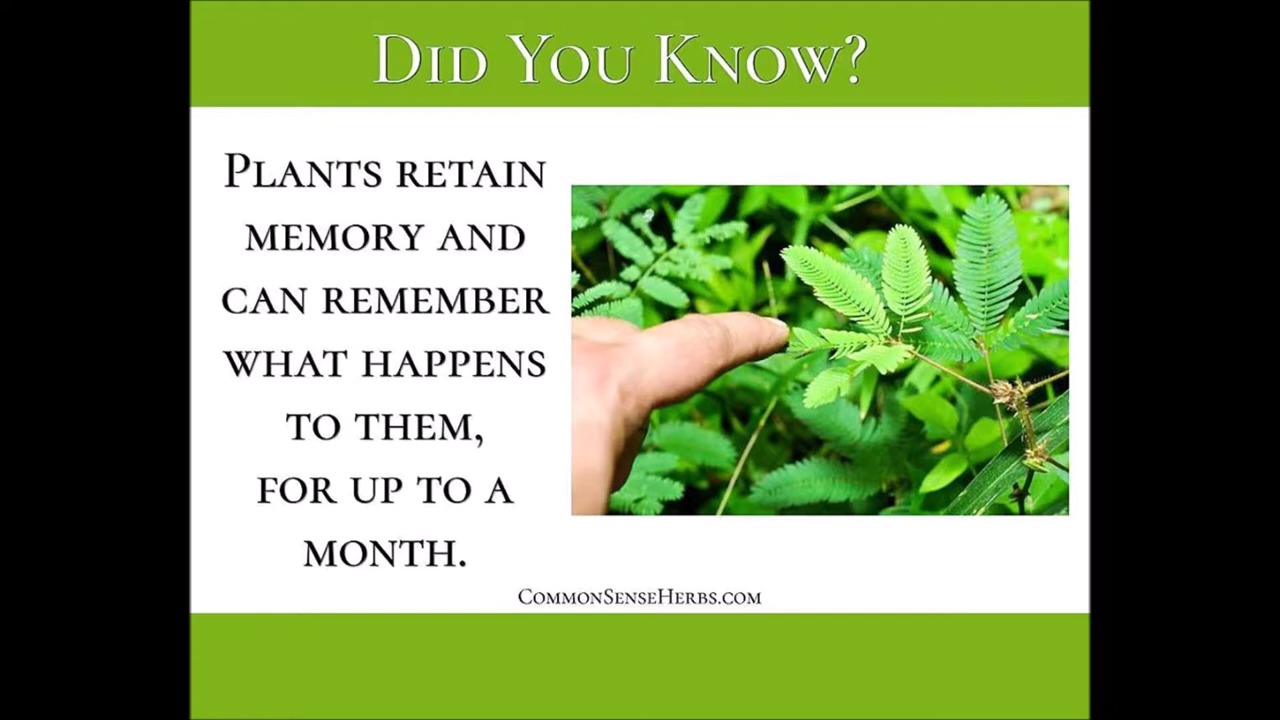 Did You Know?
Plants retain
memory and
can remember
what happens
to them,
for up to a
month.
CommonSenseHerbs.com